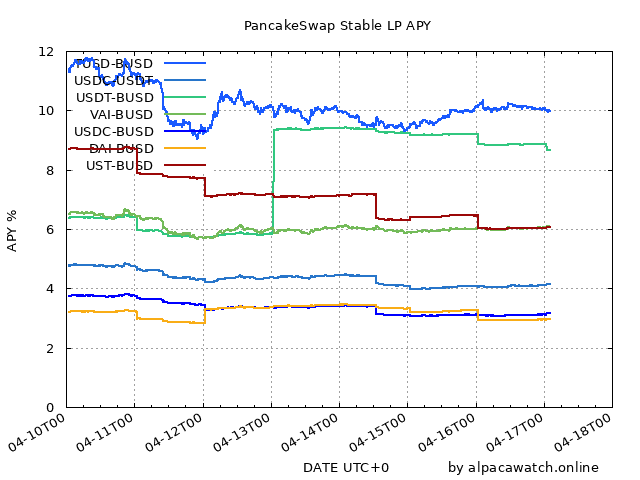 PancakeSwap Stable LP APY
TUSD-BUSD
USDC-USDT
USDT-BUSD
VAI-BUSD
USDC-BUSD
DAI-BUSD
UST-BUSD
APY %
12
10
8
6
4
2
0
04-10T00
04-11T00
04-12T00
04-13T00
04-14T00
04-15T00
04-16T00
04-17T00
04-18T00
DATE UTC+0
by alpacawatch.online